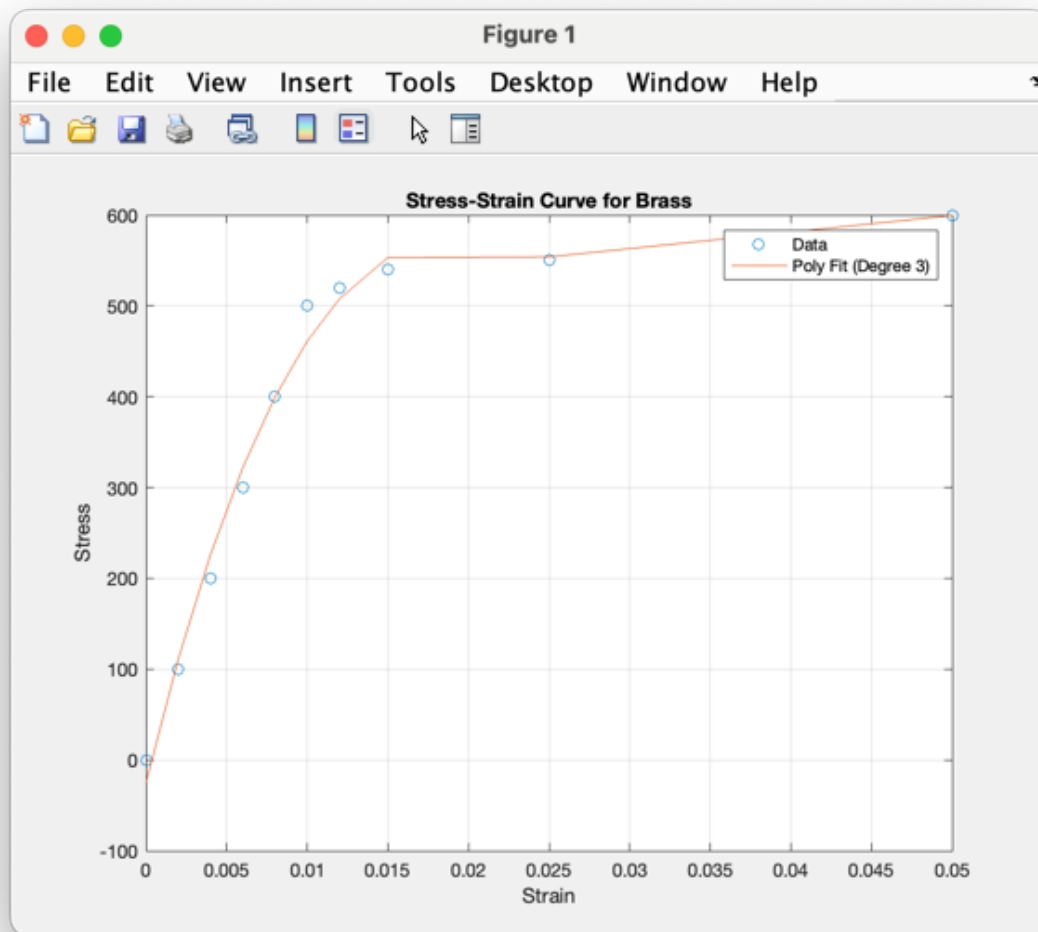 Figure 1
File Edit View Insert Tools Desktop Window Help
Stress-Strain Curve for Brass
Data
Poly Fit (Degree 3)
600
500
400
300
200
100
0
-100
Stress
0 0.005 0.01 0.015 0.02 0.025 0.03 0.035 0.04 0.045 0.05
Strain